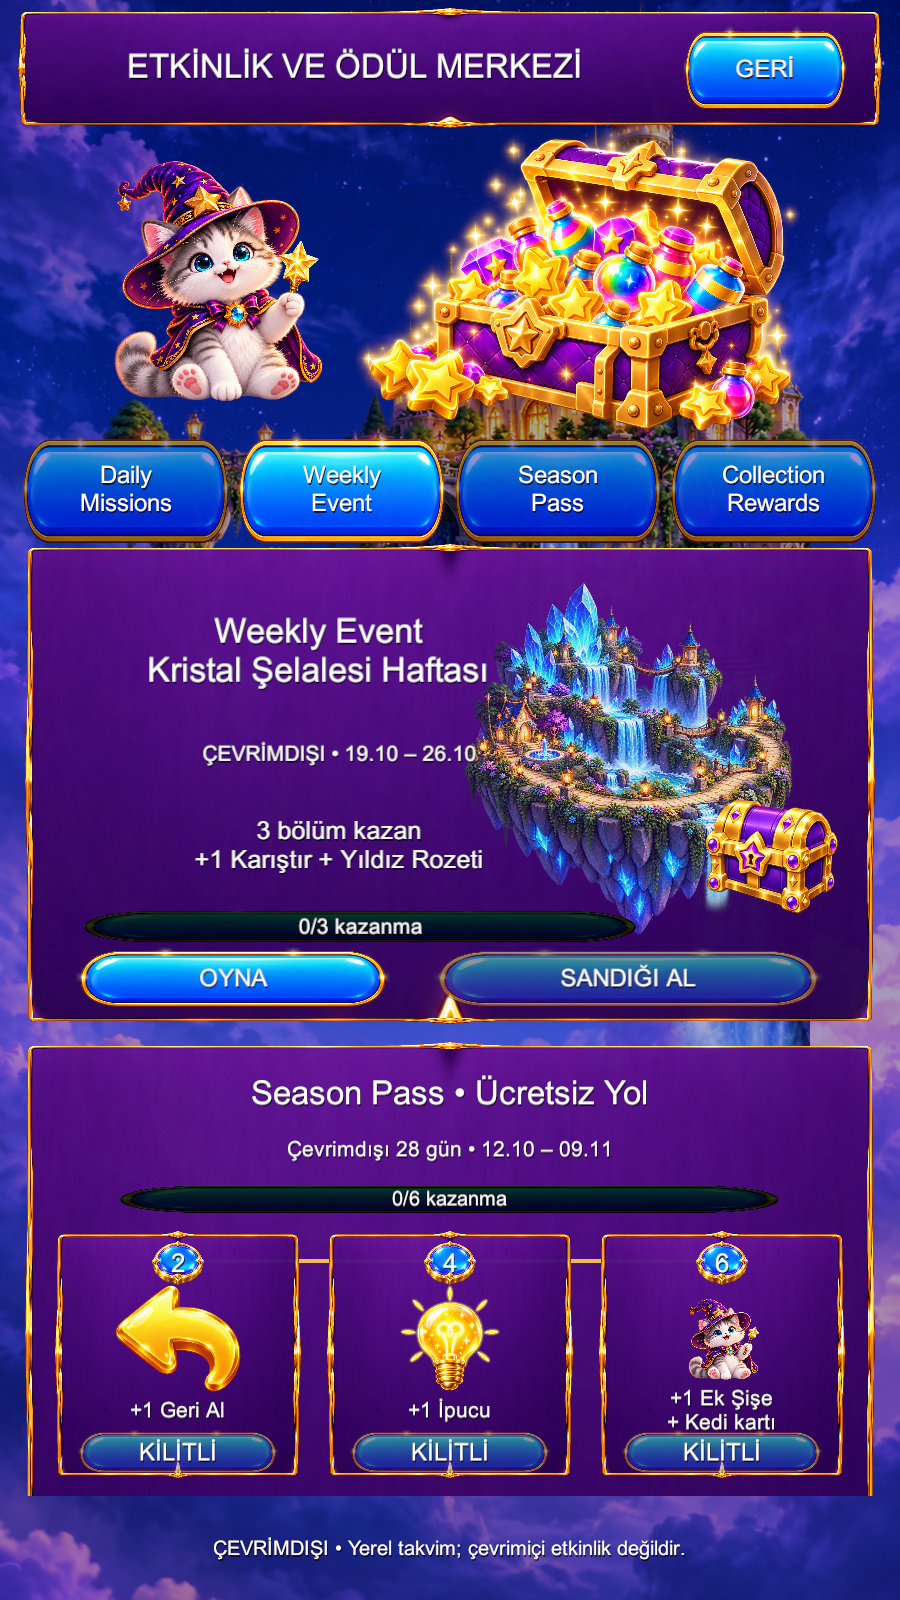 ETKİNLİK VE ÖDÜL MERKEZİ
GERİ
Daily
Missions
Weekly
Event
Season
Pass
Collection
Rewards
Weekly Event
Kristal Şelalesi Haftası
ÇEVRİMDIŞI • 19.10 – 26.10
3 bölüm kazan
+1 Karıştır + Yıldız Rozeti
0/3 kazanma
OYNA
SANDIĞI AL
Season Pass • Ücretsiz Yol
Çevrimdışı 28 gün • 12.10 – 09.11
0/6 kazanma
2
4
6
+1 Geri Al
+1 İpucu
+1 Ek Şişe
+ Kedi kartı
KİLİTLİ
KİLİTLİ
KİLİTLİ
ÇEVRİMDIŞI • Yerel takvim; çevrimiçi etkinlik değildir.